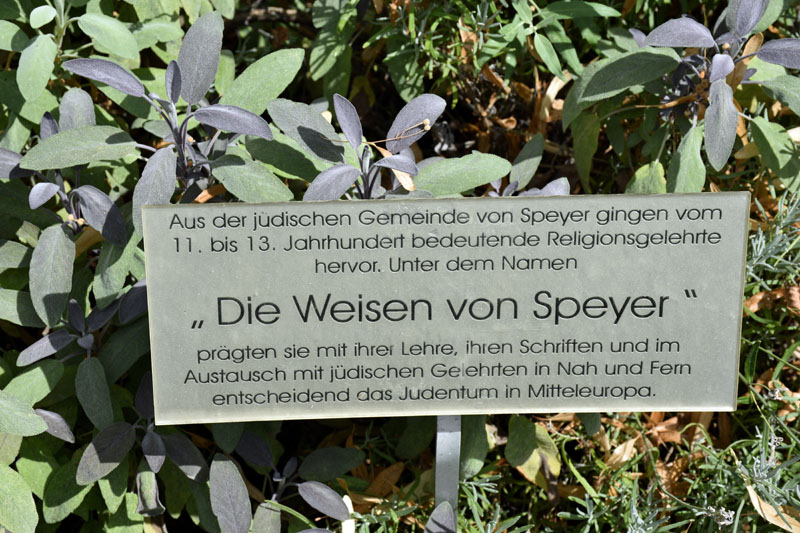 Aus der jüdischen Gemeinde von Speyer gingen vom
11. bis 13. Jahrhundert bedeutende Religionsgelehrte
hervor. Unter dem Namen
„ Die Weisen von Speyer “
prägten sie mit ihrer Lehre, ihren Schriften und im
Austausch mit jüdischen Gelehrten in Nah und Fern
entscheidend das Judentum in Mitteleuropa.